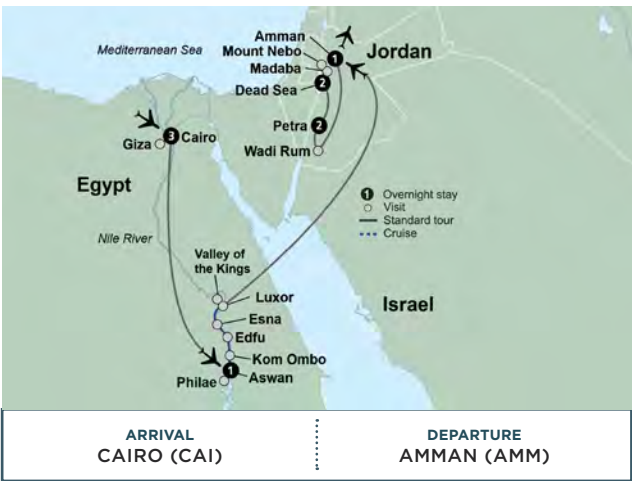 Mediterranean Sea
Amman
Mount Nebo
Madaba
Dead Sea
Jordan
1
2
Petra
2
Wadi Rum
3
Cairo
Giza
Egypt
Nile River
1 Overnight stay
Visit
Standard tour
Cruise
Valley of
the Kings
Luxor
Israel
Esna
Edfu
Kom Ombo
1
Aswan
Philae
ARRIVAL
CAIRO (CAI)
DEPARTURE
AMMAN (AMM)